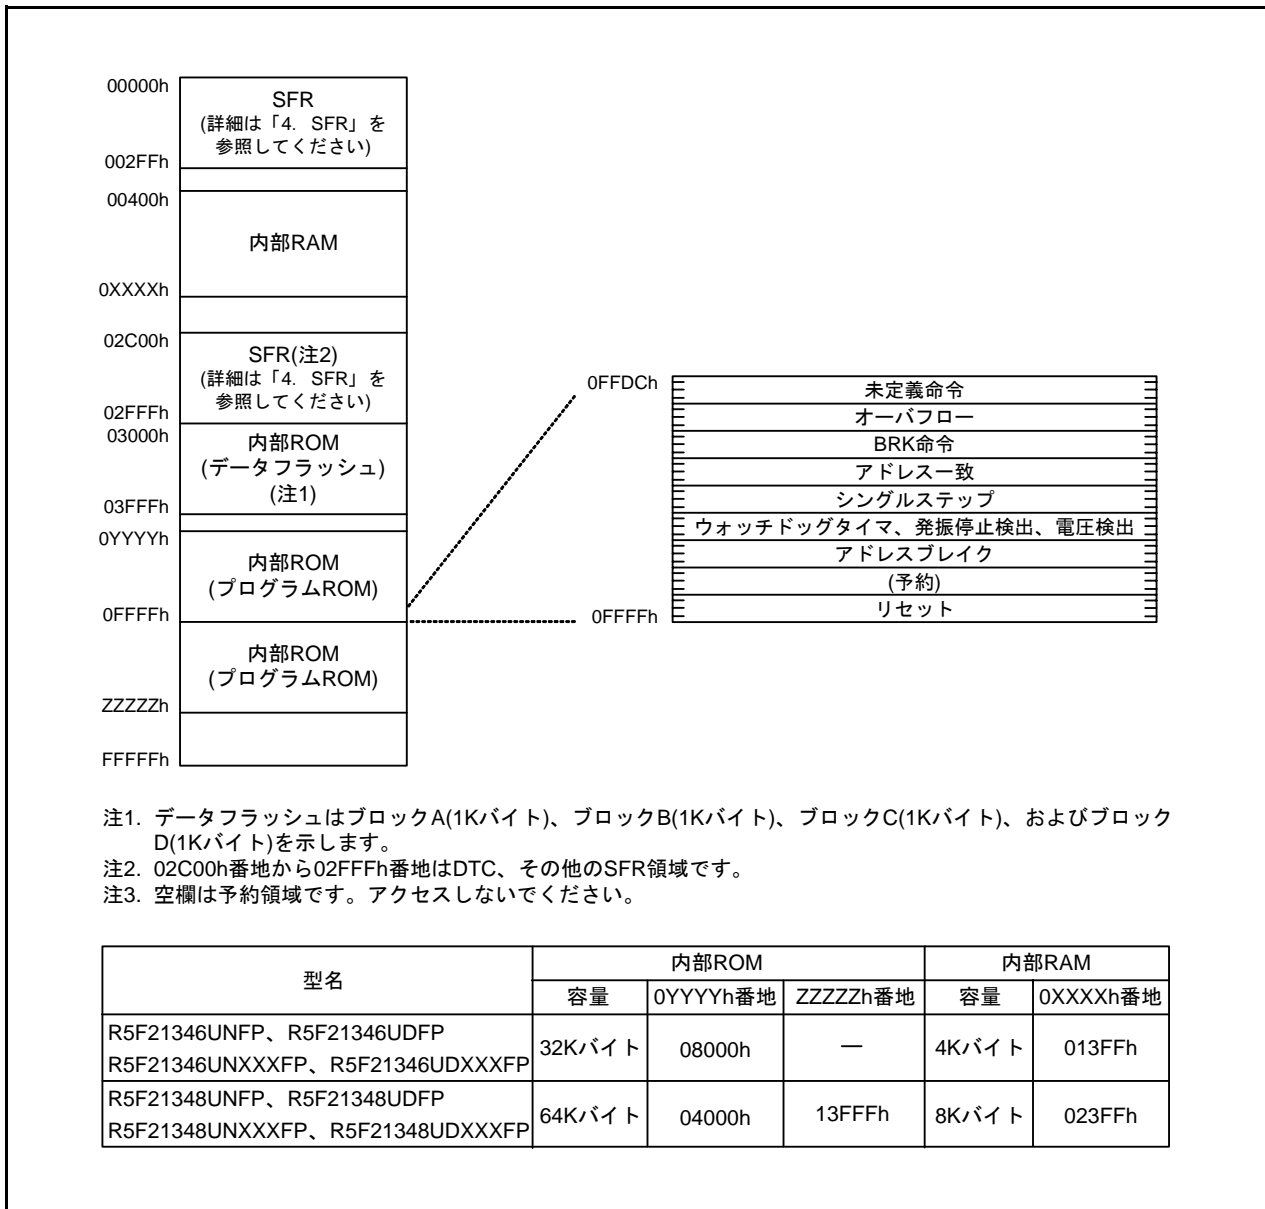 00000h
SFR
(詳細は「4. SFR」を
参照してください)
002FFh
00400h
内部RAM
0XXXXh
02C00h
SFR(注2)
(詳細は「4. SFR」を
参照してください)
02FFFh
03000h
内部ROM
(データフラッシュ)
(注1)
03FFFh
0YYYYh
内部ROM
(プログラムROM)
0FFFFh
内部ROM
(プログラムROM)
ZZZZZh
FFFFFh
0FFDCh
未定義命令
オーバフロー
BRK命令
アドレス一致
シングルステップ
ウォッチドッグタイマ、発振停止検出、電圧検出
アドレスブレイク
(予約)
0FFFFh
リセット
注1. データフラッシュはブロックA(1Kバイト)、ブロックB(1Kバイト)、ブロックC(1Kバイト)、およびブロック
D(1Kバイト)を示します。
注2. 02C00h番地から02FFFh番地はDTC、その他のSFR領域です。
注3. 空欄は予約領域です。アクセスしないでください。
型名 内部ROM 内部RAM
容量 0YYYYh番地 ZZZZZh番地 容量 0XXXXh番地
R5F21346UNFP、R5F21346UDFP
R5F21346UNXXXFP、R5F21346UDXXXFP
32Kバイト 08000h — 4Kバイト 013FFh
R5F21348UNFP、R5F21348UDFP
R5F21348UNXXXFP、R5F21348UDXXXFP
64Kバイト 04000h 13FFFh 8Kバイト 023FFh